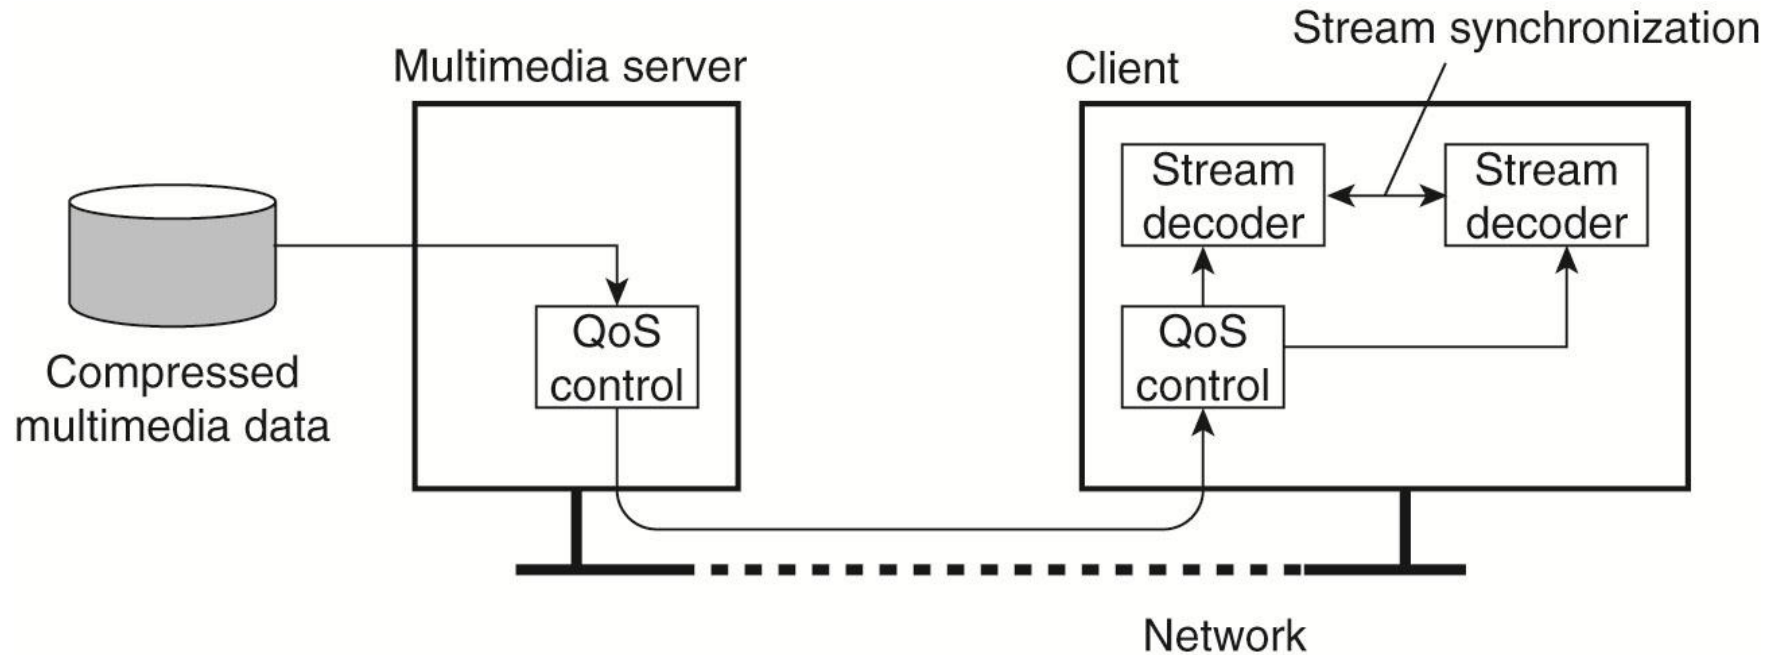 Stream synchronization
Multimedia server
Client
Stream
decoder
Stream
decoder
QoS
control
QoS
control
Compressed
multimedia data
Network